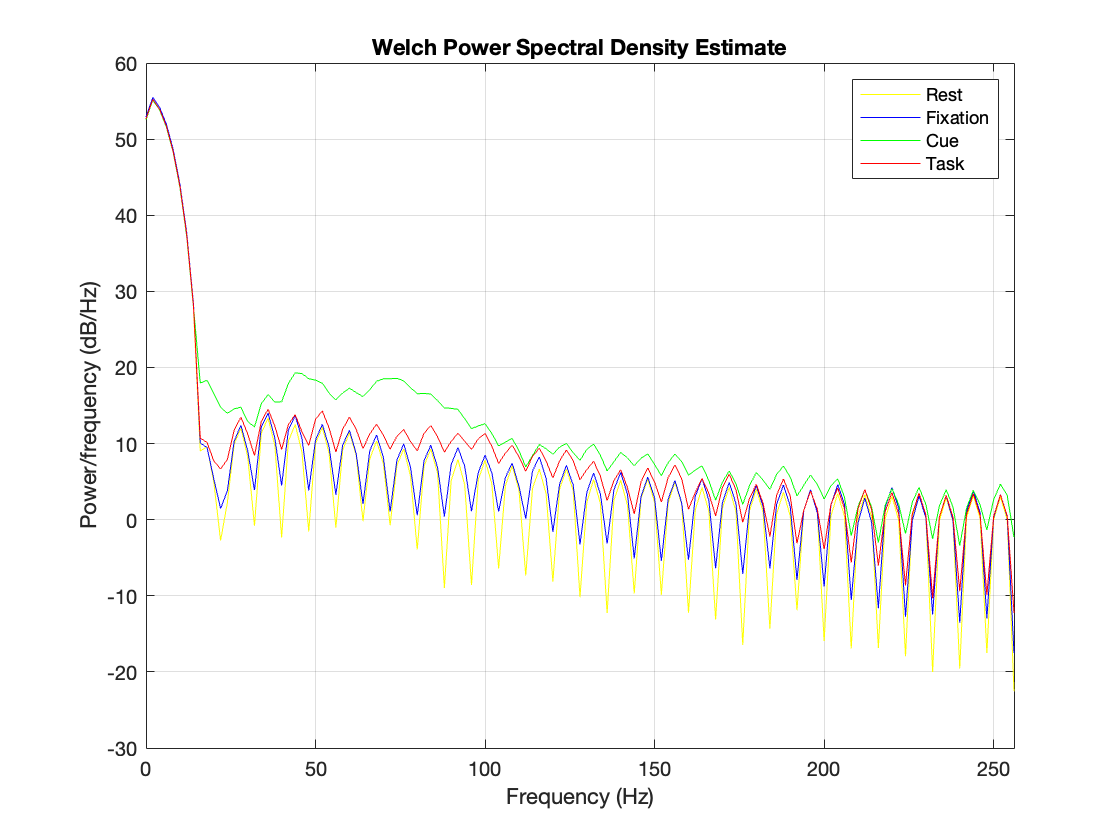 Welch Power Spectral Density Estimate
60
50
40
30
20
10
0
-10
-20
-30
Power/frequency (dB/Hz)
Rest
Fixation
Cue
Task
0
50
100
150
200
250
Frequency (Hz)